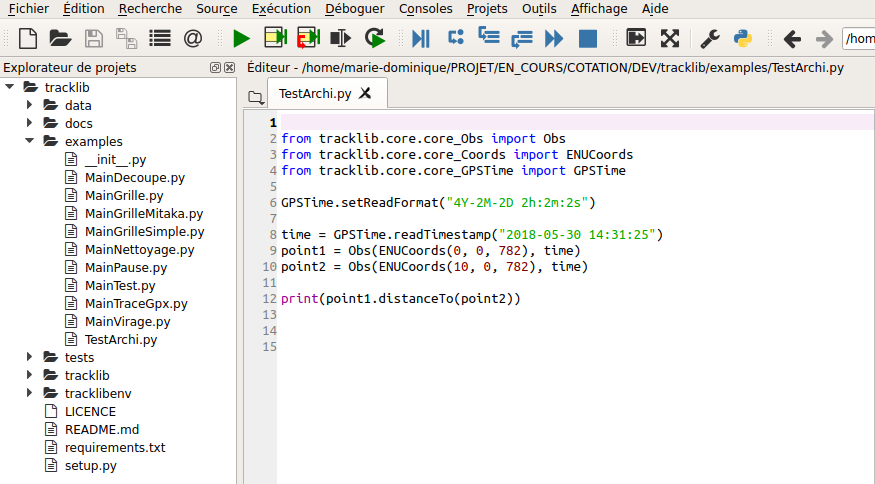 Fichier Édition Recherche Source Exécution Déboguer Consoles Projets Outils Affichage Aide
@ /hom
Explorateur de projets
Éditeur - /home/marie-dominique/PROJET/EN_COURS/COTATION/DEV/tracklib/examples/TestArchi.py
tracklib
data
docs
examples
__init__.py
MainDecoupe.py
MainGrille.py
MainGrilleMitaka.py
MainGrilleSimple.py
MainNettoyage.py
MainPause.py
MainTest.py
MainTraceGpx.py
MainVirage.py
TestArchi.py
tests
tracklib
tracklibenv
LICENCE
README.md
requirements.txt
setup.py
TestArchi.py
1
2 from tracklib.core.core_Obs import Obs
3 from tracklib.core.core_Coords import ENUCoords
4 from tracklib.core.core_GPSTime import GPSTime
5
6 GPSTime.setReadFormat("4Y-2M-2D 2h:2m:2s")
7
8 time = GPSTime.readTimestamp("2018-05-30 14:31:25")
9 point1 = Obs(ENUCoords(0, 0, 782), time)
10 point2 = Obs(ENUCoords(10, 0, 782), time)
11
12 print(point1.distanceTo(point2))
13
14
15